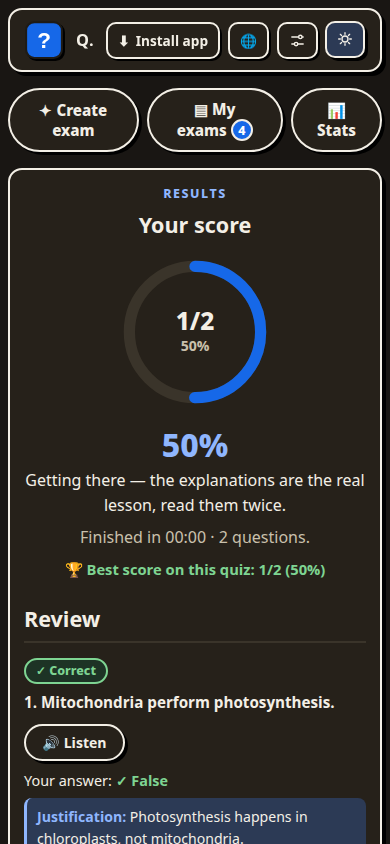 ? Q. Install app
Create exam
My exams 4
Stats
RESULTS
Your score
1/2
50%
50%
Getting there — the explanations are the real
lesson, read them twice.
Finished in 00:00 · 2 questions.
🏆 Best score on this quiz: 1/2 (50%)
Review
✓ Correct
1. Mitochondria perform photosynthesis.
🔊 Listen
Your answer: ✓ False
Justification: Photosynthesis happens in
chloroplasts, not mitochondria.